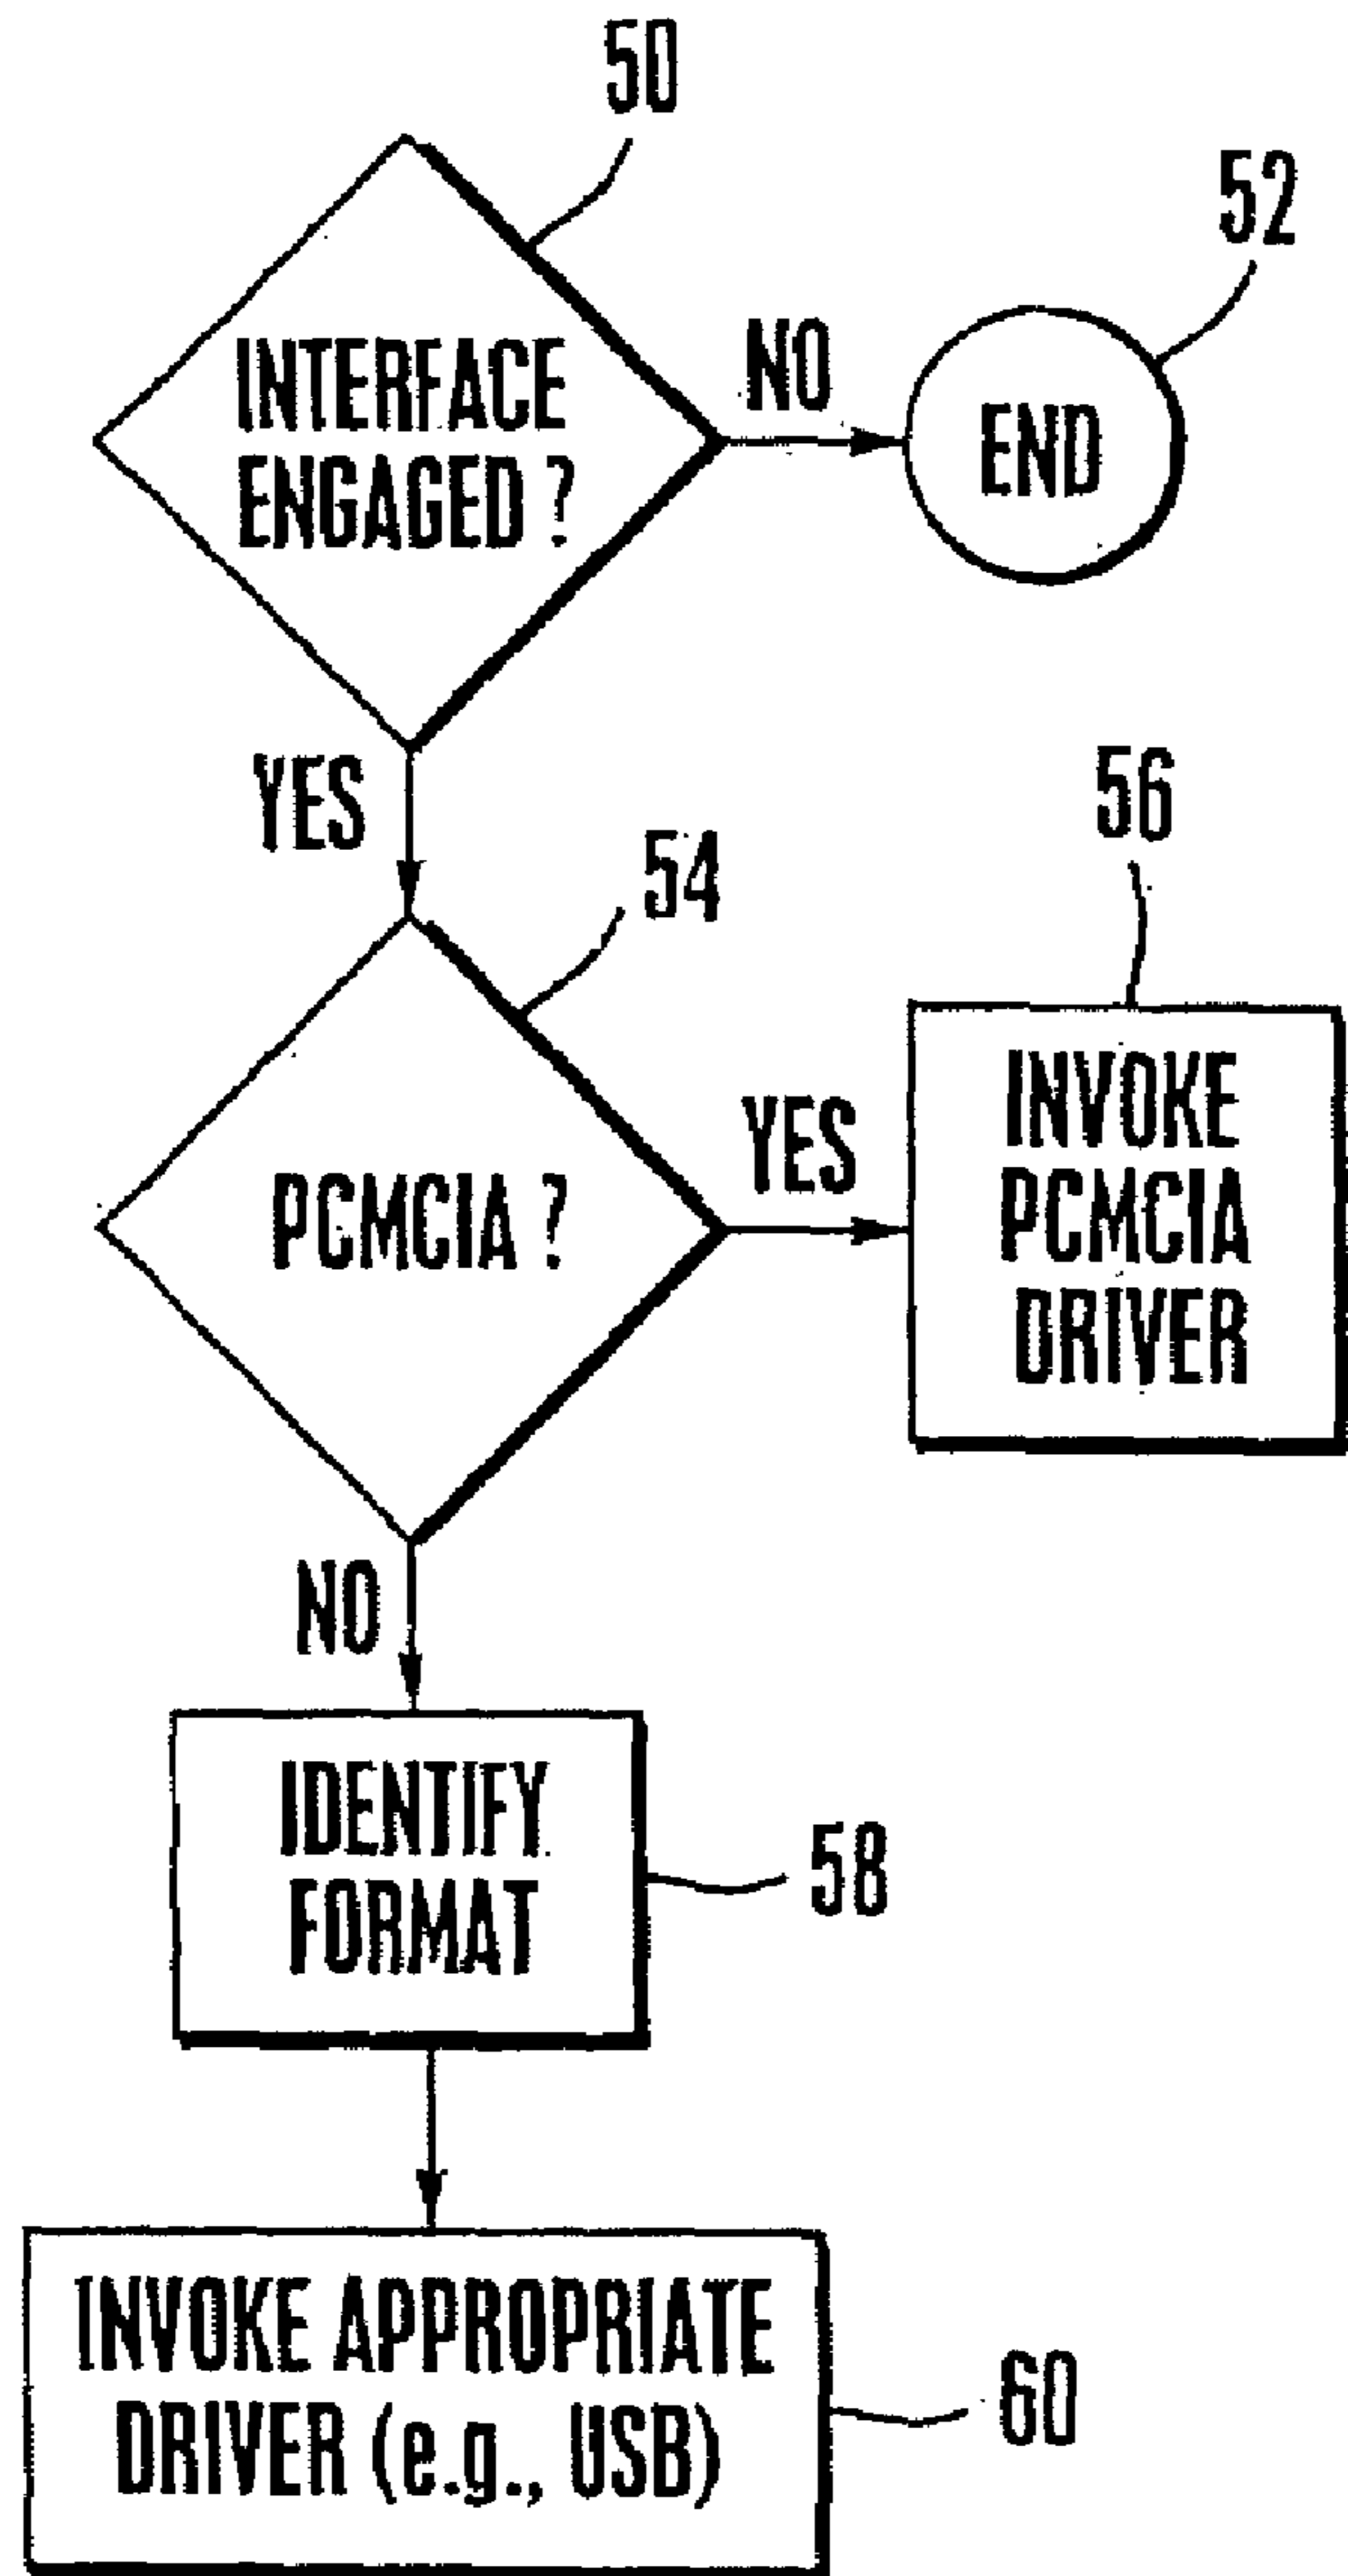 50
52
INTERFACE
ENGAGED ?
NO
END
YES
54
56
PCMCIA ?
YES
INVOKE
PCMCIA
DRIVER
NO
IDENTIFY
FORMAT
58
INVOKE APPROPRIATE
DRIVER (e.g., USB)
60